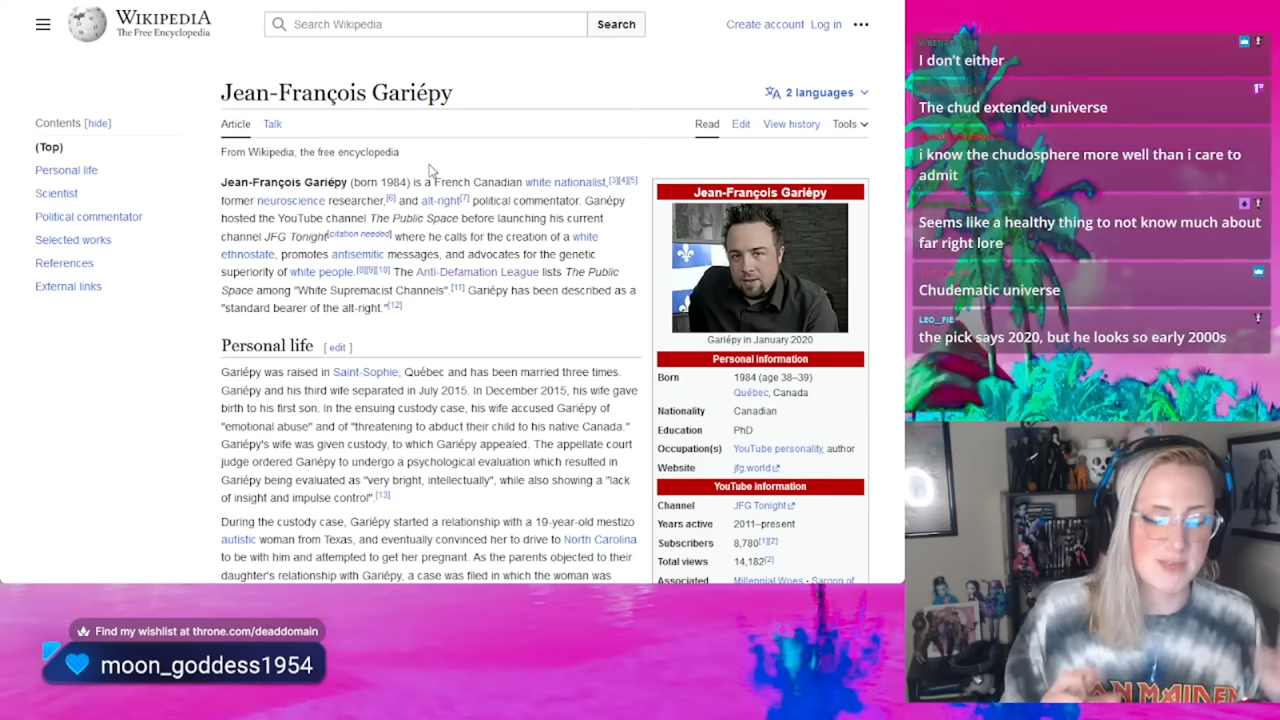 WIKIPEDIA
The Free Encyclopedia
Search Wikipedia
Search
Create account Log in
Jean-François Gariépy
2 languages
Article Talk
Read Edit View history Tools
From Wikipedia, the free encyclopedia
Contents [hide]
(Top)
Personal life
Scientist
Political commentator
Selected works
References
External links
Jean-François Gariépy (born 1984) is a French Canadian white nationalist,[3][4][5]
former neuroscience researcher,[6] and alt-right[7] political commentator. Gariépy
hosted the YouTube channel The Public Space before launching his current
channel JFG Tonight[citation needed] where he calls for the creation of a white
ethnostate, promotes antisemitic messages, and advocates for the genetic
superiority of white people.[8][9][10] The Anti-Defamation League lists The Public
Space among "White Supremacist Channels".[11] Gariépy has been described as a
"standard bearer of the alt-right."[12]
Personal life [ edit ]
Gariépy was raised in Saint-Sophie, Québec and has been married three times.
Gariépy and his third wife separated in July 2015. In December 2015, his wife gave
birth to his first son. In the ensuing custody case, his wife accused Gariépy of
"emotional abuse" and of "threatening to abduct their child to his native Canada."
Gariépy's wife was given custody, to which Gariépy appealed. The appellate court
judge ordered Gariépy to undergo a psychological evaluation which resulted in
Gariépy being evaluated as "very bright, intellectually", while also showing a "lack
of insight and impulse control".[13]
During the custody case, Gariépy started a relationship with a 19-year-old mestizo
autistic woman from Texas, and eventually convinced her to drive to North Carolina
to be with him and attempted to get her pregnant. As the parents objected to their
daughter's relationship with Gariépy, a case was filed in which the woman was
Jean-François Gariépy
Gariépy in January 2020
Personal information
Born 1984 (age 38–39)
Québec, Canada
Nationality Canadian
Education PhD
Occupation(s) YouTube personality, author
Website jfg.world
YouTube information
Channel JFG Tonight
Years active 2011–present
Subscribers 8,780[1][2]
Total views 14,182[2]
Associated Millennial Woes · Sargon of
I don't either
The chud extended universe
i know the chudosphere more well than i care to
admit
Seems like a healthy thing to not know much about
far right lore
Chudematic universe
LEO_PIE
the pick says 2020, but he looks so early 2000s
Find my wishlist at throne.com/deaddomain
moon_goddess1954
IRON MAIDEN